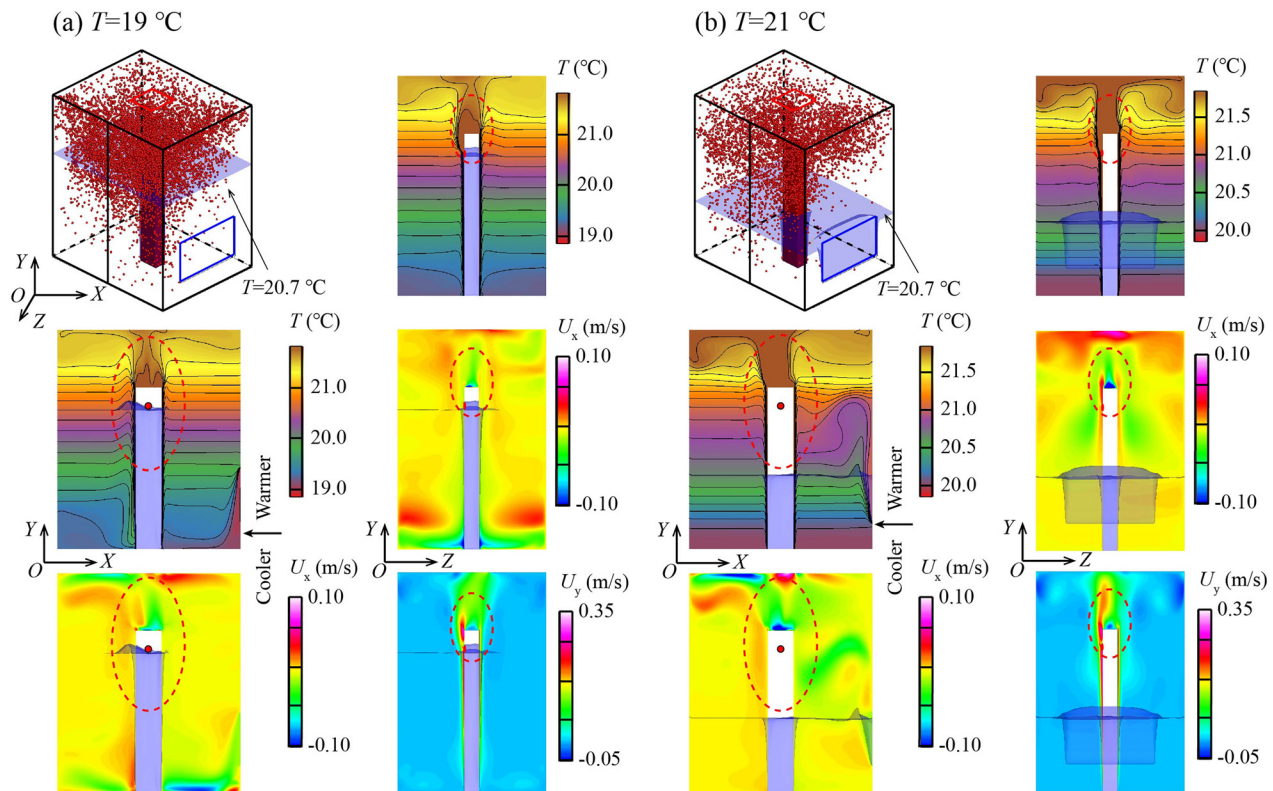 (a) T=19 °C
(b) T=21 °C
T (°C)
21.0
20.0
19.0
T=20.7 °C
Y
O
X
Z
T (°C)
21.5
21.0
20.5
20.0
T=20.7 °C
T (°C)
21.0
20.0
19.0
Warmer
Cooler
Y
O
X
Ux (m/s)
0.10
-0.10
Y
O
Z
T (°C)
21.5
21.0
20.5
20.0
Warmer
Cooler
Y
O
X
Ux (m/s)
0.10
-0.10
Y
O
Z
Ux (m/s)
0.10
-0.10
Uy (m/s)
0.35
-0.05
Ux (m/s)
0.10
-0.10
Uy (m/s)
0.35
-0.05